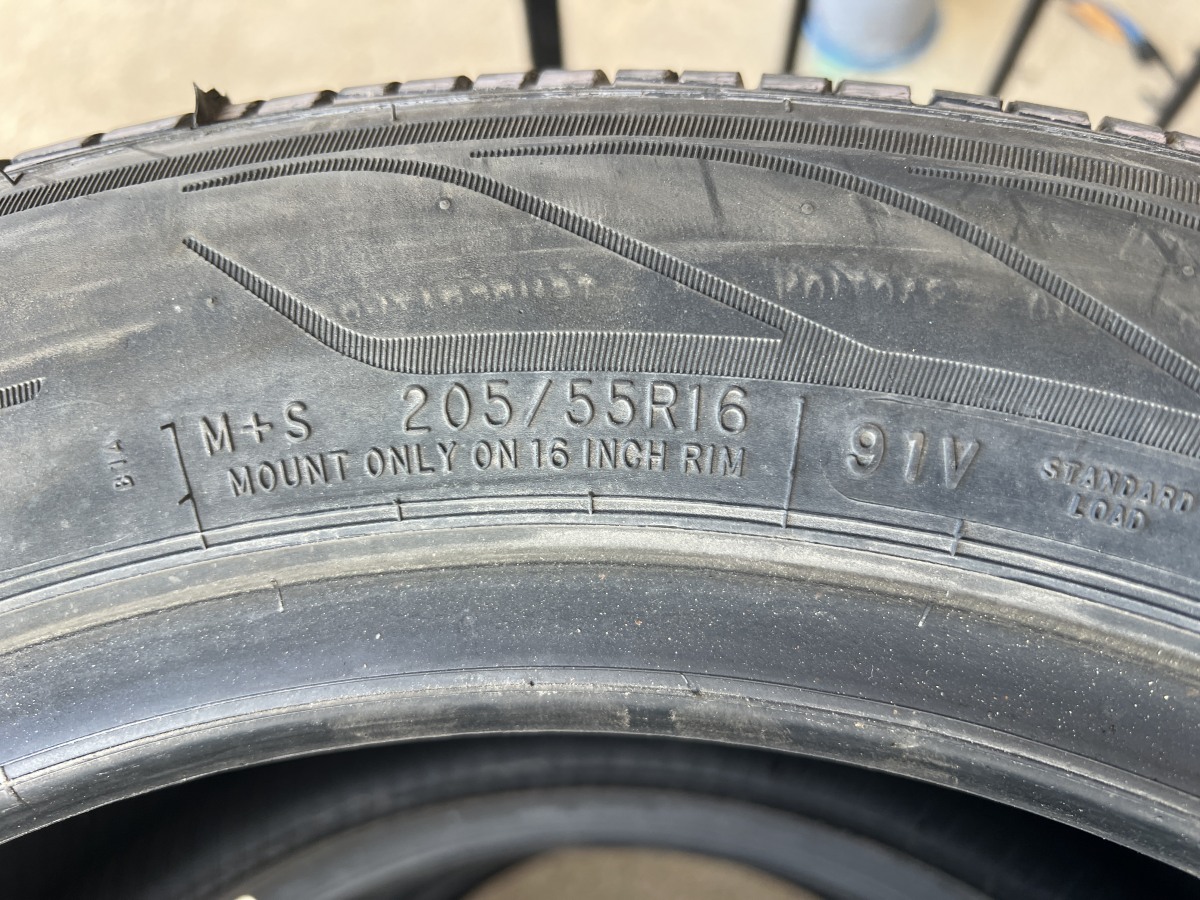 M+S 205/55R16 91V
MOUNT ONLY ON 16 INCH RIM
STANDARD
LOAD